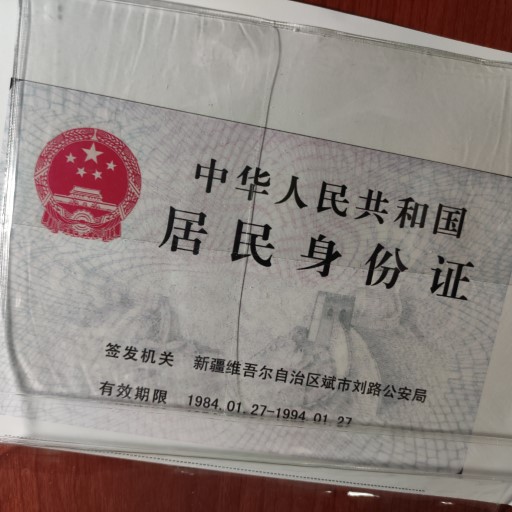 中华人民共和国
居民身份证
签发机关 新疆维吾尔自治区斌市刘路公安局
有效期限 1984.01.27-1994.01.27